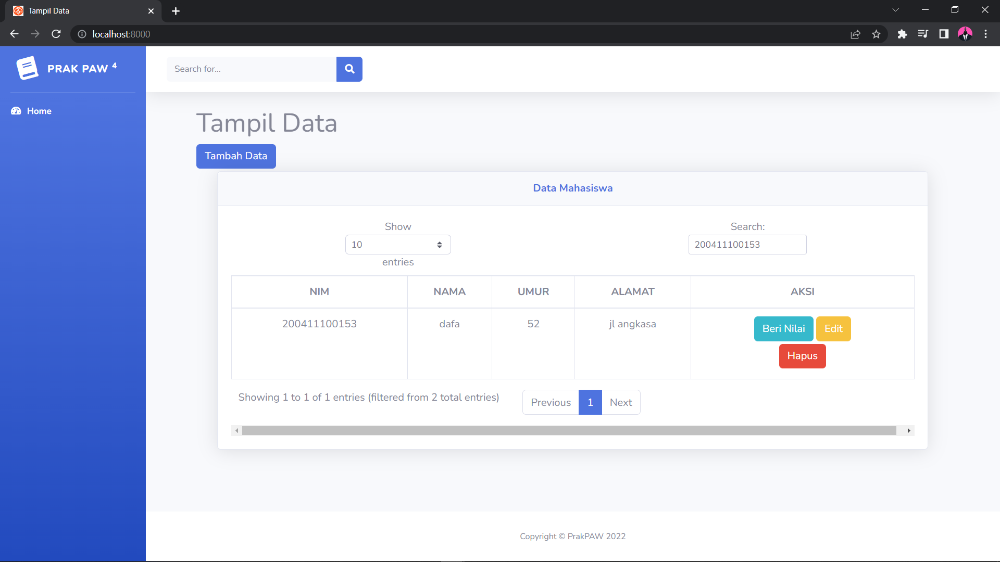 Tampil Data
localhost:8000
PRAK PAW 4
Search for...
Home
Tampil Data
Tambah Data
Data Mahasiswa
Show
10
entries
Search:
200411100153
NIM NAMA UMUR ALAMAT AKSI
200411100153 dafa 52 jl angkasa Beri Nilai Edit
Hapus
Showing 1 to 1 of 1 entries (filtered from 2 total entries) Previous 1 Next
Copyright © PrakPAW 2022